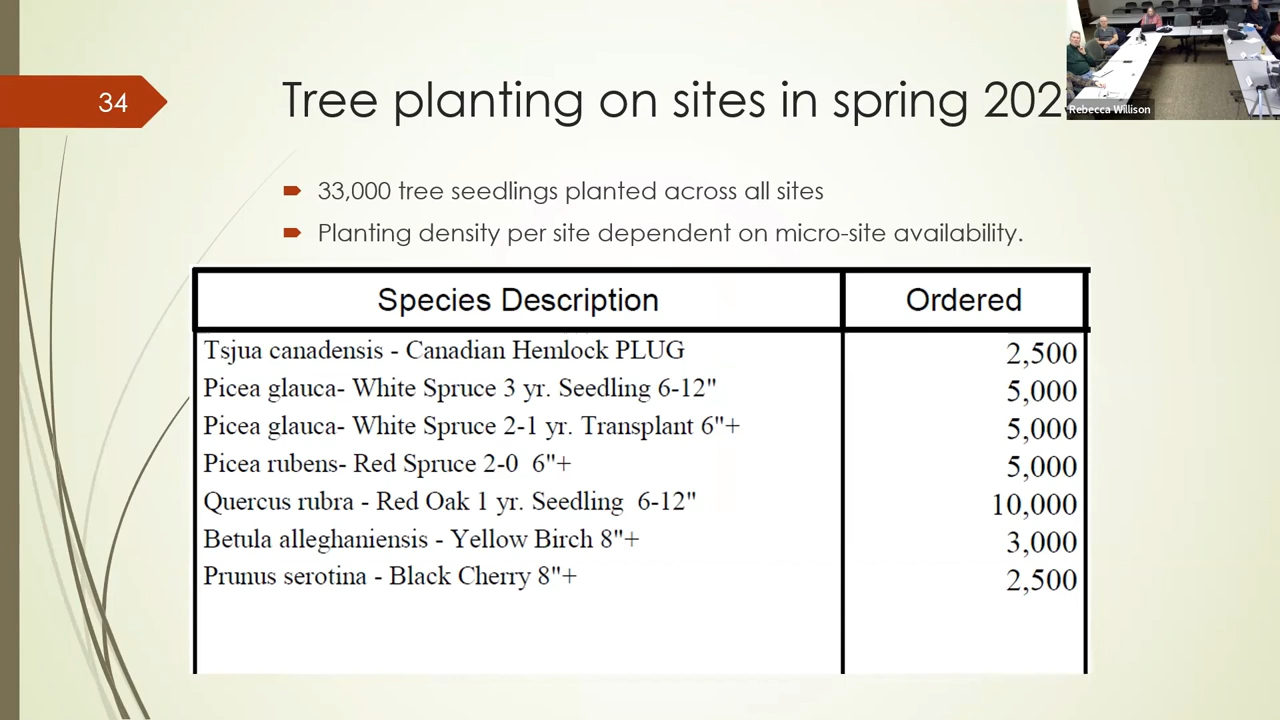 34
Tree planting on sites in spring 202
Rebecca Willison
33,000 tree seedlings planted across all sites
Planting density per site dependent on micro-site availability.
Species Description Ordered
Tsjua canadensis - Canadian Hemlock PLUG 2,500
Picea glauca- White Spruce 3 yr. Seedling 6-12" 5,000
Picea glauca- White Spruce 2-1 yr. Transplant 6"+ 5,000
Picea rubens- Red Spruce 2-0 6"+ 5,000
Quercus rubra - Red Oak 1 yr. Seedling 6-12" 10,000
Betula alleghaniensis - Yellow Birch 8"+ 3,000
Prunus serotina - Black Cherry 8"+ 2,500